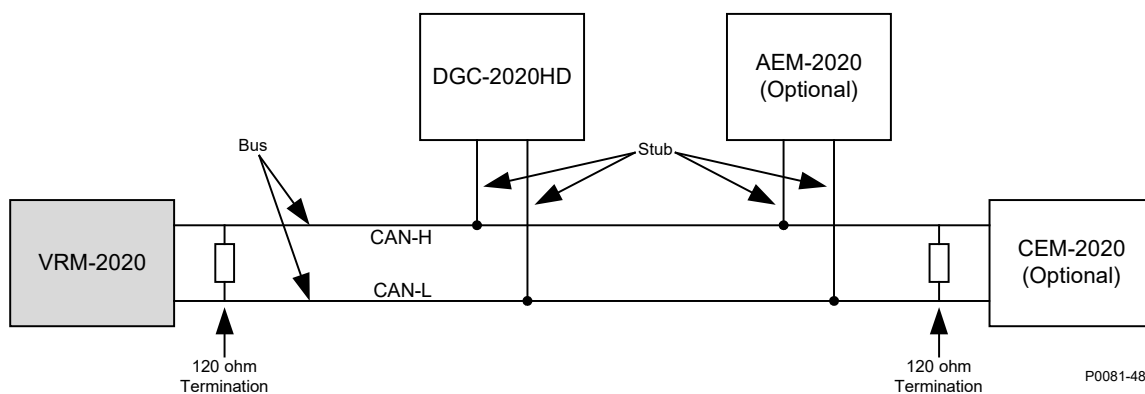 DGC-2020HD
AEM-2020
(Optional)
Bus
Stub
VRM-2020
CAN-H
CAN-L
CEM-2020
(Optional)
120 ohm
Termination
120 ohm
Termination
P0081-48